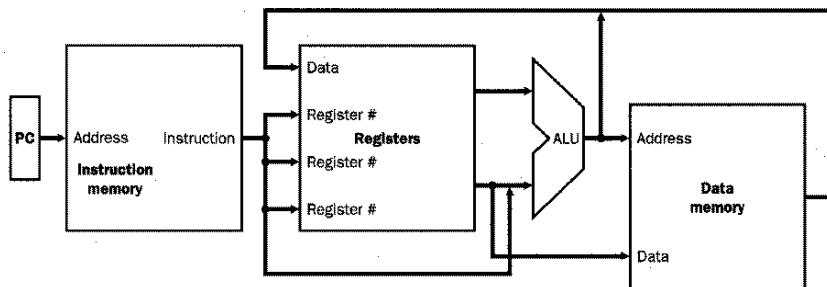 PC
Address
Instruction
Instruction
memory
Data
Register #
Registers
Register #
Register #
ALU
Address
Data
memory
Data